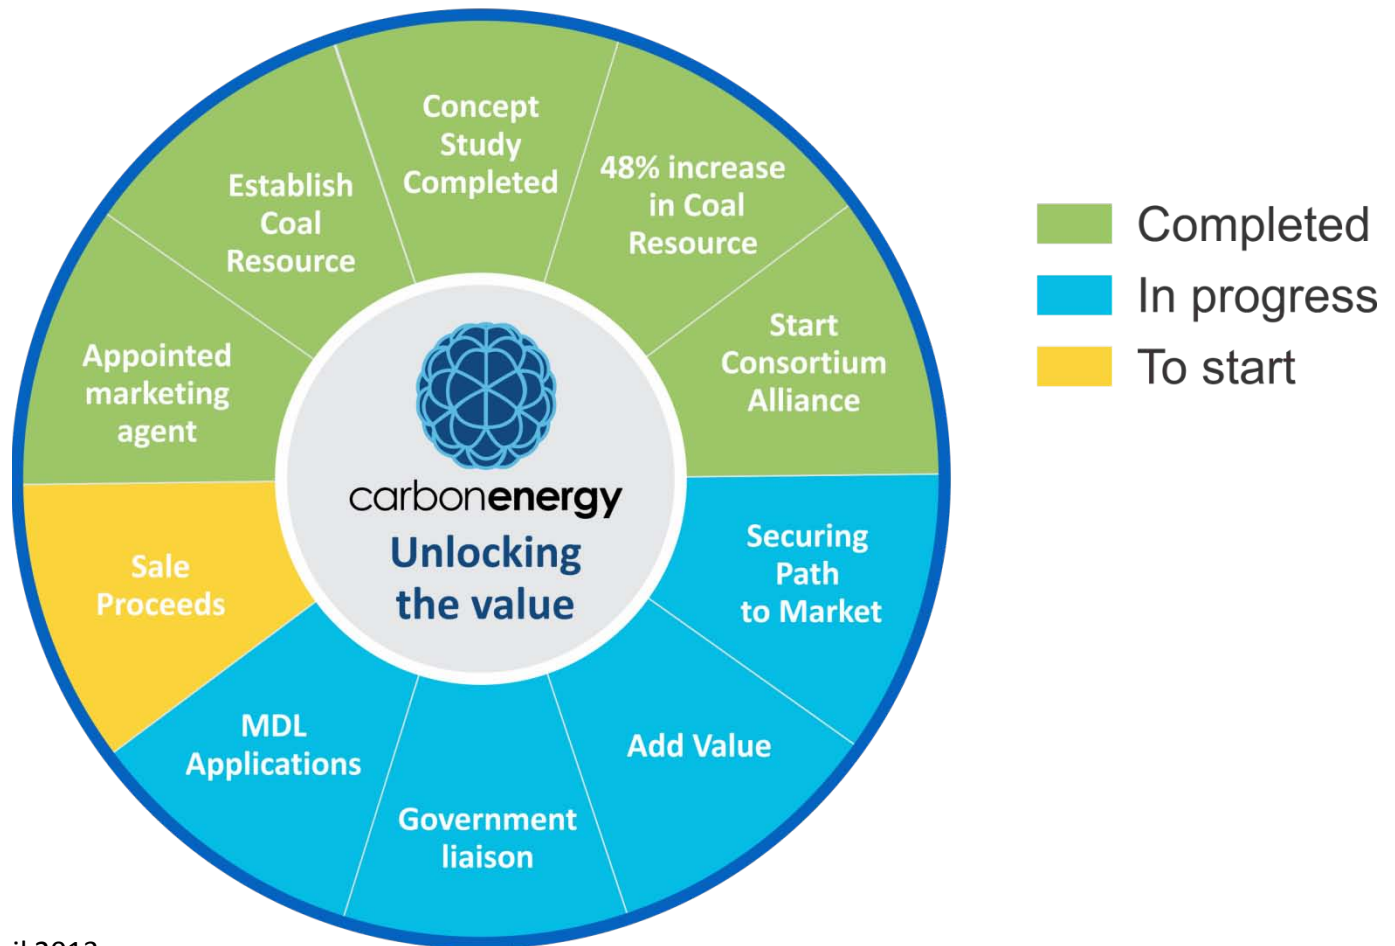 Concept
Study
Completed
48% increase
in Coal
Resource
Start
Consortium
Alliance
Securing
Path
to Market
Add Value
Government
liaison
MDL
Applications
Sale
Proceeds
Appointed
marketing
agent
Establish
Coal
Resource
carbonenergy
Unlocking
the value
Completed
In progress
To start